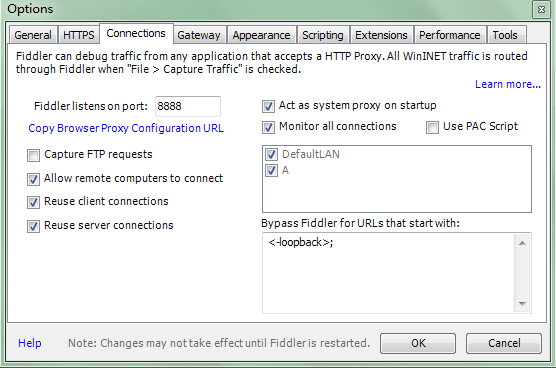 Options
General HTTPS Connections Gateway Appearance Scripting Extensions Performance Tools
Fiddler can debug traffic from any application that accepts a HTTP Proxy. All WinINET traffic is routed
through Fiddler when "File > Capture Traffic" is checked.
Learn more...
Fiddler listens on port: 8888
Copy Browser Proxy Configuration URL
Capture FTP requests
Allow remote computers to connect
Reuse client connections
Reuse server connections
Act as system proxy on startup
Monitor all connections Use PAC Script
DefaultLAN
A
Bypass Fiddler for URLs that start with:
<-loopback>;
Help Note: Changes may not take effect until Fiddler is restarted. OK Cancel